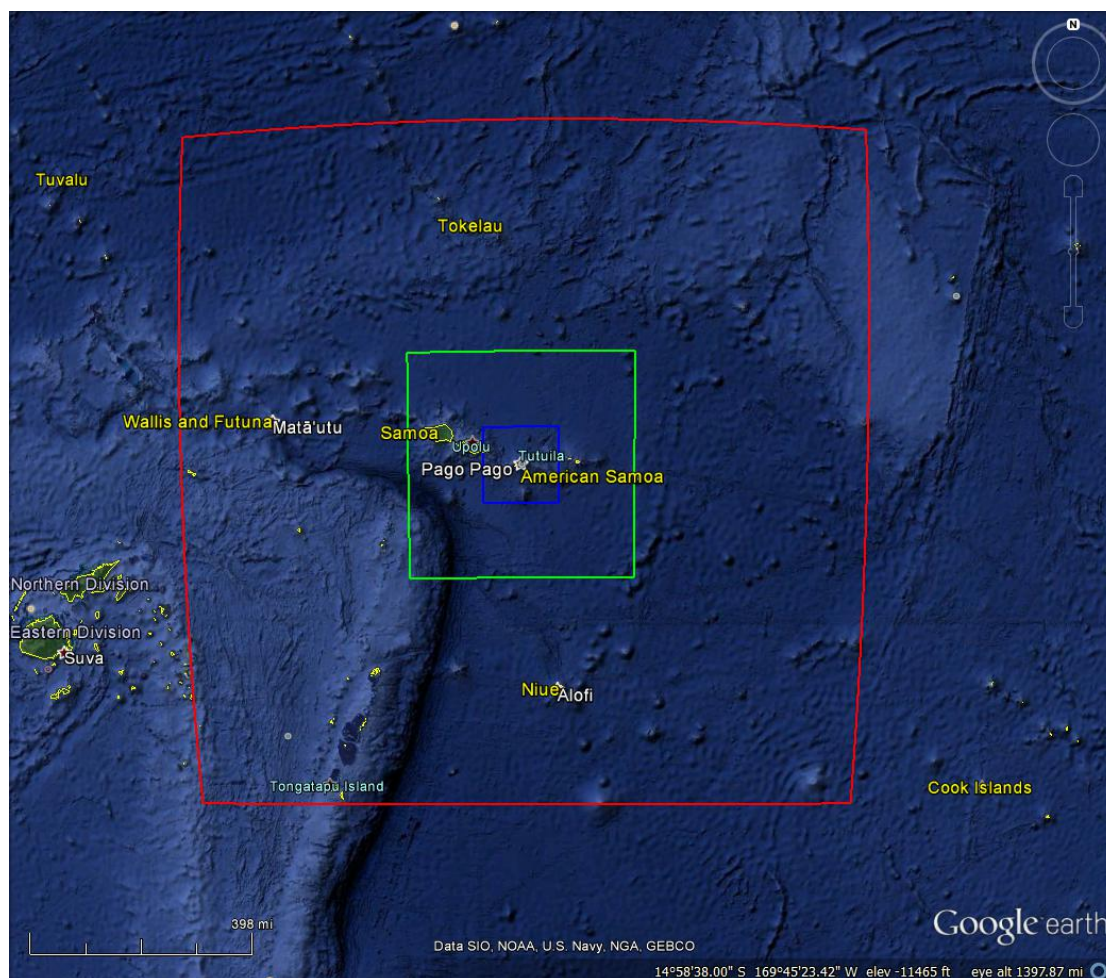 N
Tuvalu
Tokelau
Wallis and Futuna
Matā'utu
Samoa
Upolu
Tutuila
Pago Pago
American Samoa
Northern Division
Eastern Division
Suva
Niue
Alofi
Tongatapu Island
Cook Islands
398 mi
Google earth
Data SIO, NOAA, U.S. Navy, NGA, GEBCO
14°58'38.00" S 169°45'23.42" W elev -11465 ft eye alt 1397.87 mi